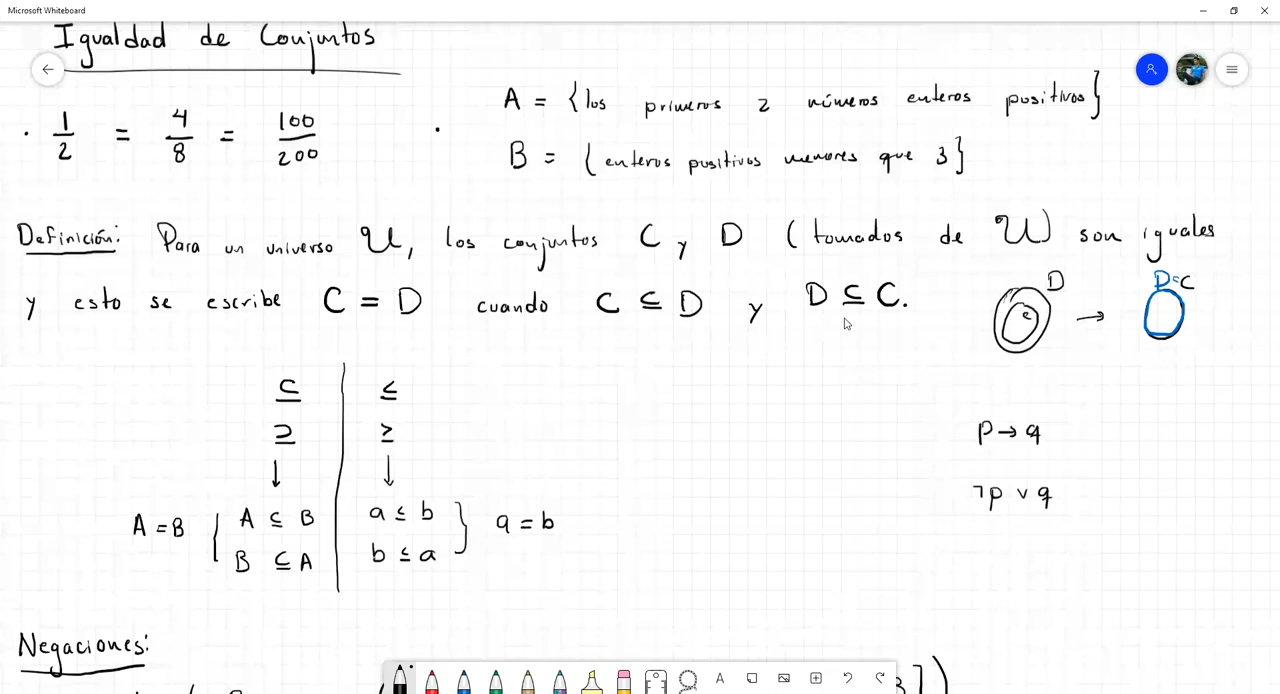 Microsoft Whiteboard
Igualdad de Conjuntos
· 1/2 = 4/8 = 100/200
· A = {los primeros 2 números enteros positivos}
B = {enteros positivos menores que 3}
Definición: Para un universo U, los conjuntos C y D (tomados de U) son iguales
y esto se escribe C = D cuando C ⊆ D y D ⊆ C.
D C → D=C
⊆ ≤
⊇ ≥
↓ ↓
A = B { A ⊆ B a ≤ b } a = b
B ⊆ A b ≤ a
p → q
¬p ∨ q
Negaciones: